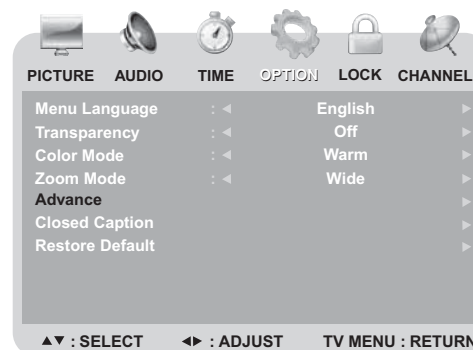 PICTURE AUDIO TIME OPTION LOCK CHANNEL
Menu Language : ◄ English ►
Transparency : ◄ Off ►
Color Mode : ◄ Warm ►
Zoom Mode : ◄ Wide ►
Advance ►
Closed Caption ►
Restore Default ►
▲▼ : SELECT ◄► : ADJUST TV MENU : RETURN